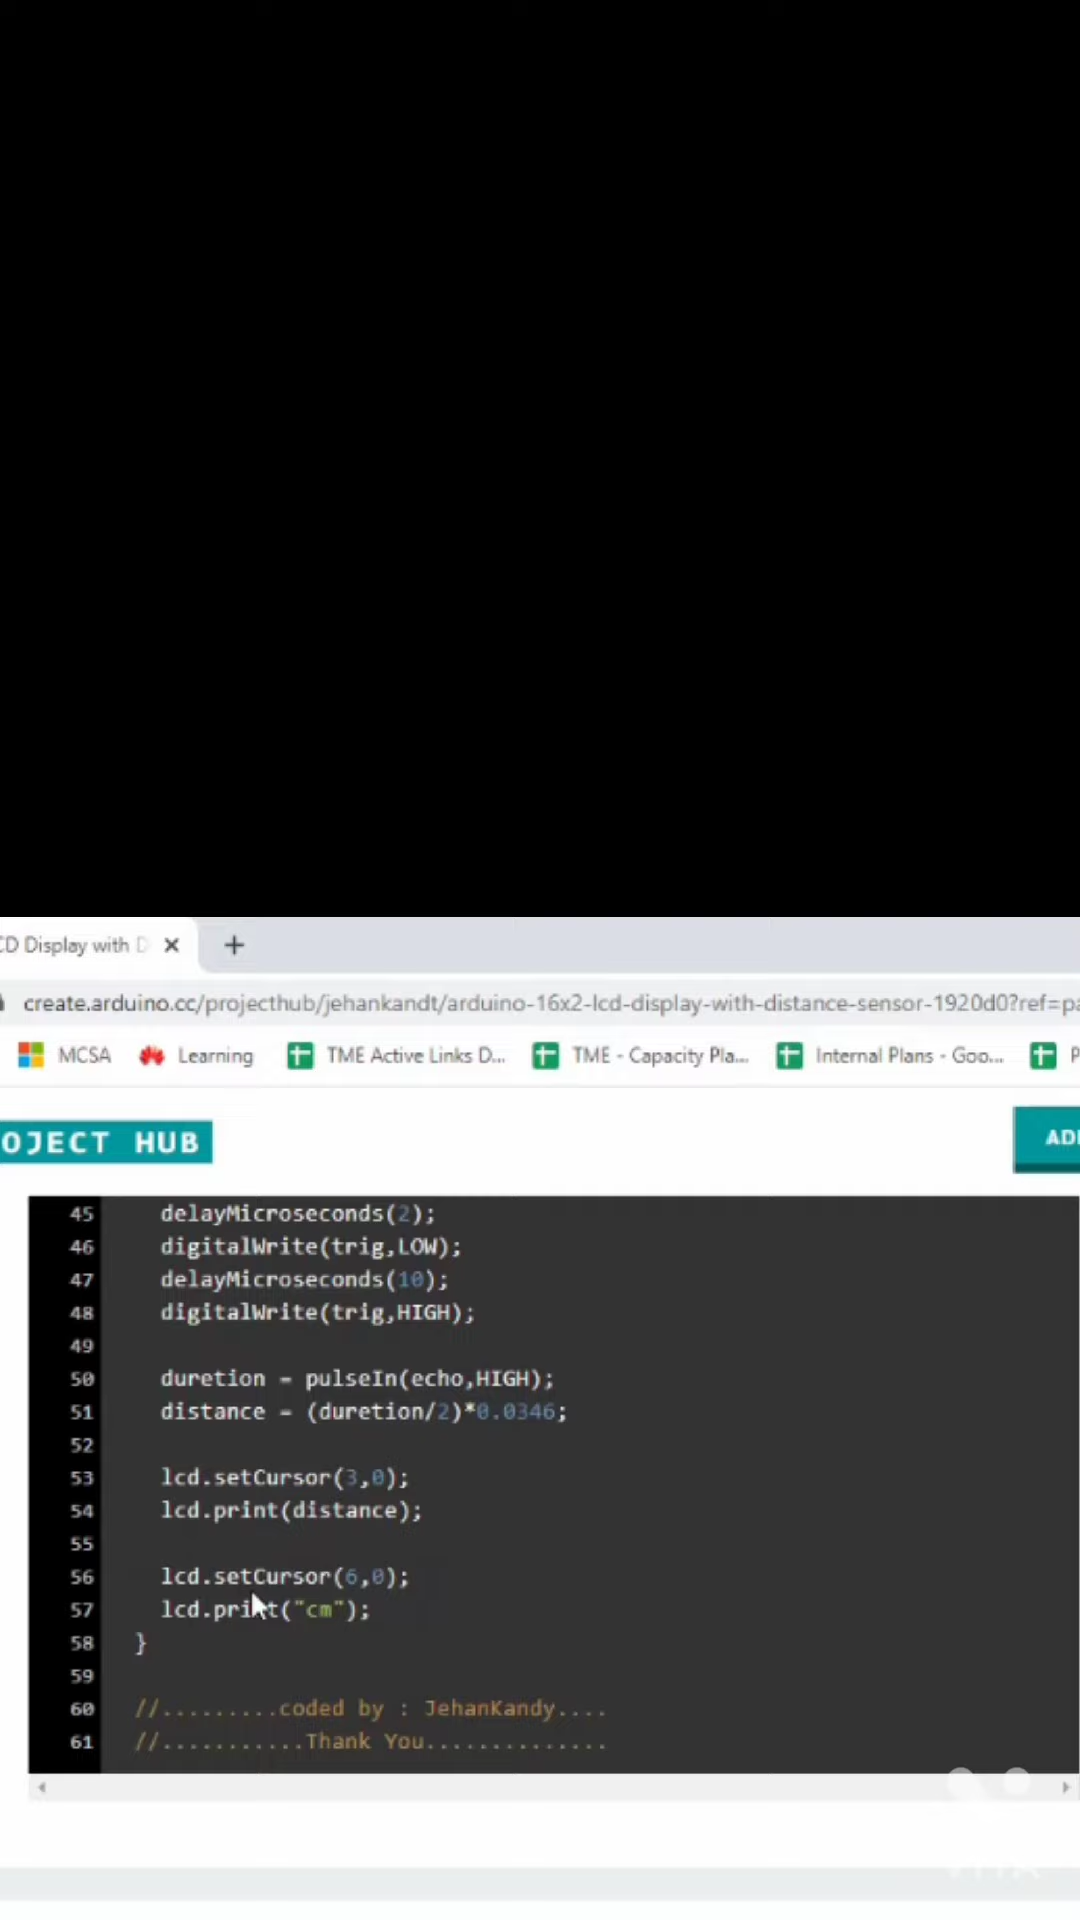 CD Display with D
create.arduino.cc/projecthub/jehankandt/arduino-16x2-lcd-display-with-distance-sensor-1920d0?ref=pa
MCSA Learning TME Active Links D... TME - Capacity Pla... Internal Plans - Goo... P
OJECT HUB
ADD
45 delayMicroseconds(2);
46 digitalWrite(trig,LOW);
47 delayMicroseconds(10);
48 digitalWrite(trig,HIGH);
49
50 duretion = pulseIn(echo,HIGH);
51 distance = (duretion/2)*0.0346;
52
53 lcd.setCursor(3,0);
54 lcd.print(distance);
55
56 lcd.setCursor(6,0);
57 lcd.print("cm");
58 }
59
60 //.........coded by : JehanKandy....
61 //...........Thank You..............